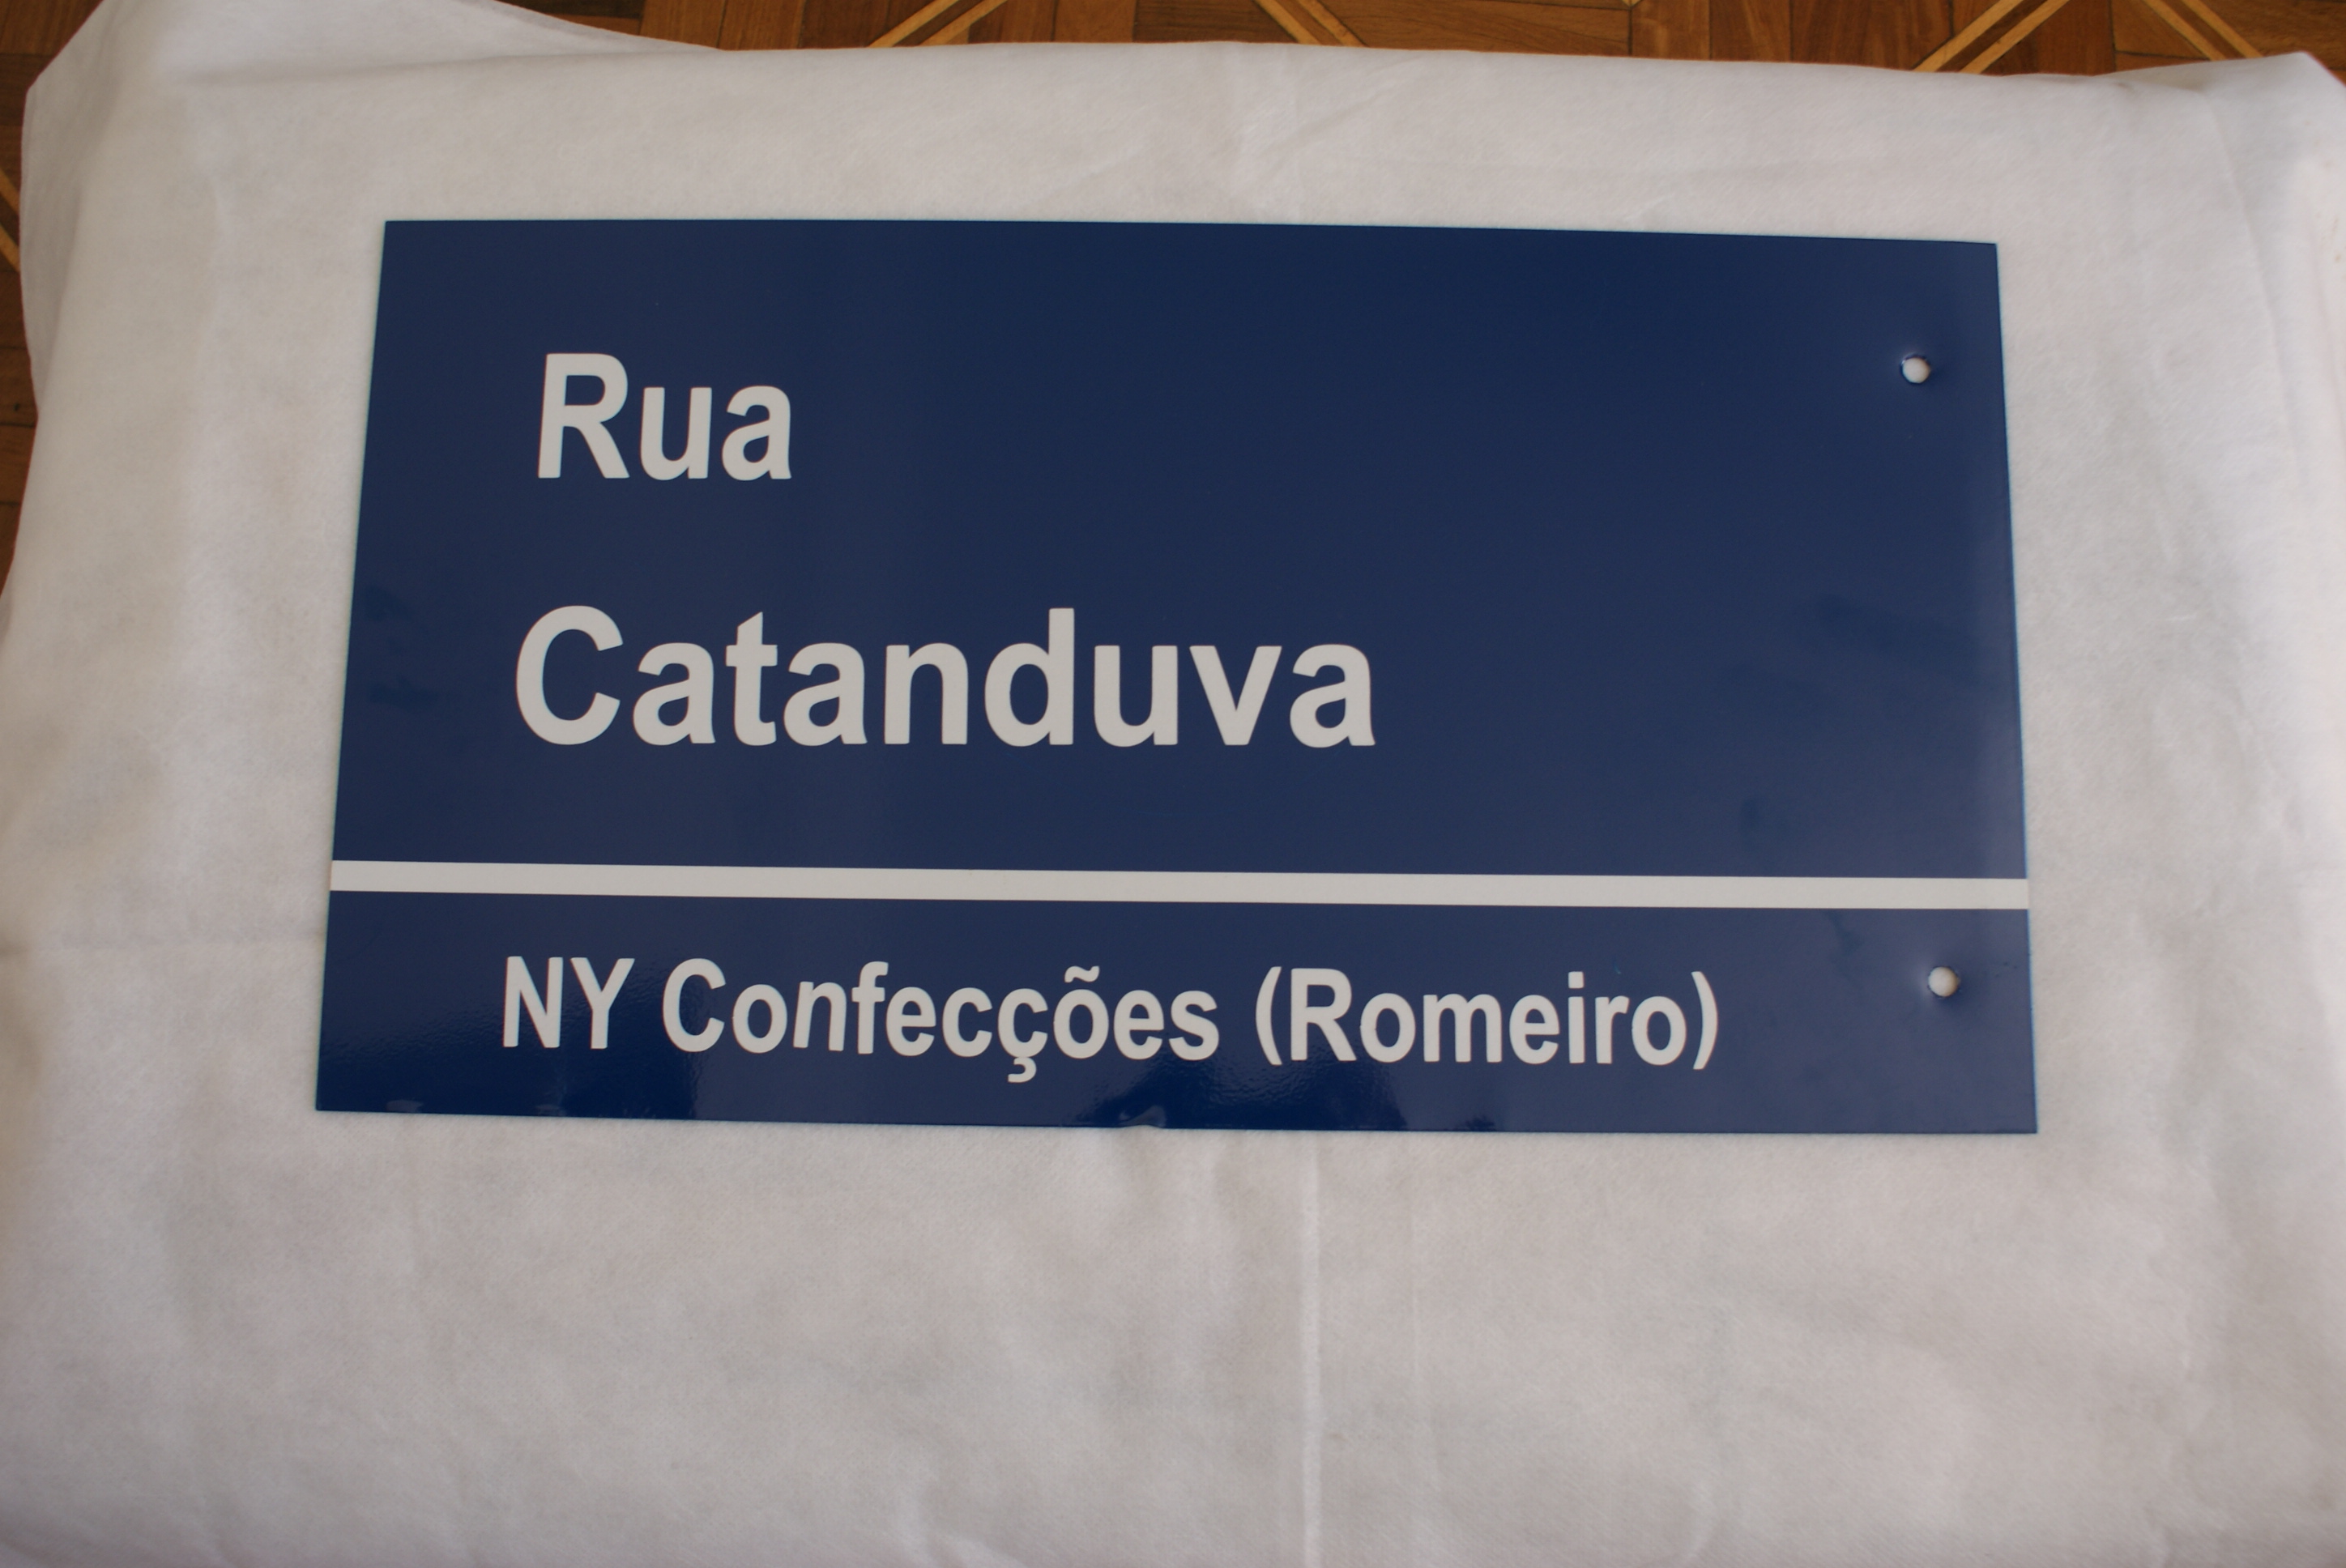 Rua
Catanduva
NY Confecções (Romeiro)